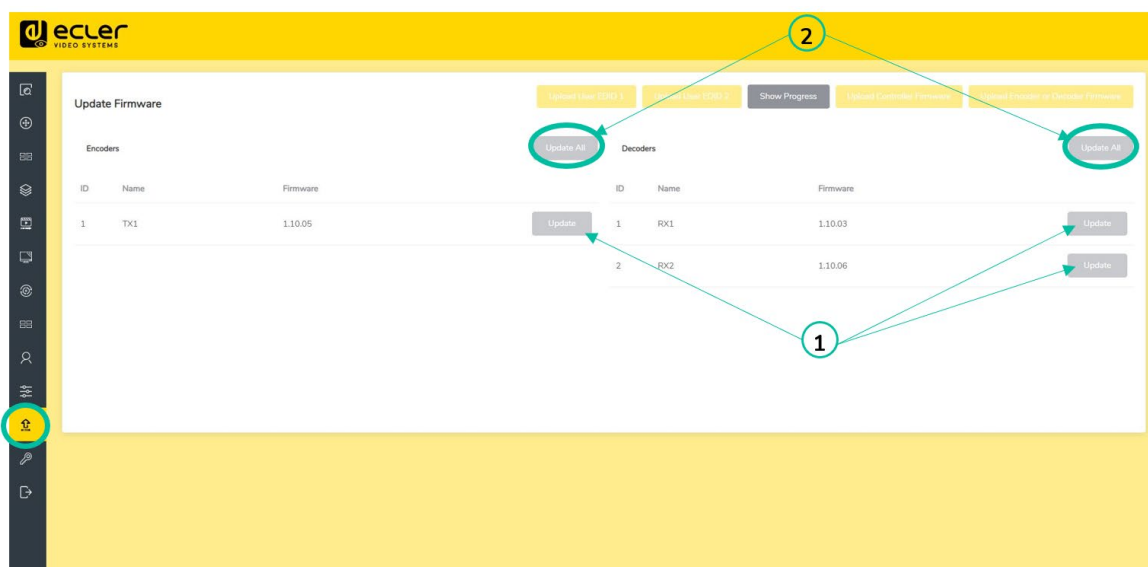 ecler
VIDEO SYSTEMS
2
Update Firmware
Upload User EDID 1
Upload User EDID 2
Show Progress
Upload Controller Firmware
Upload Encoder or Decoder Firmware
Encoders
Update All
Decoders
Update All
ID Name Firmware
ID Name Firmware
1 TX1 1.10.05 Update
1 RX1 1.10.03 Update
2 RX2 1.10.06 Update
1